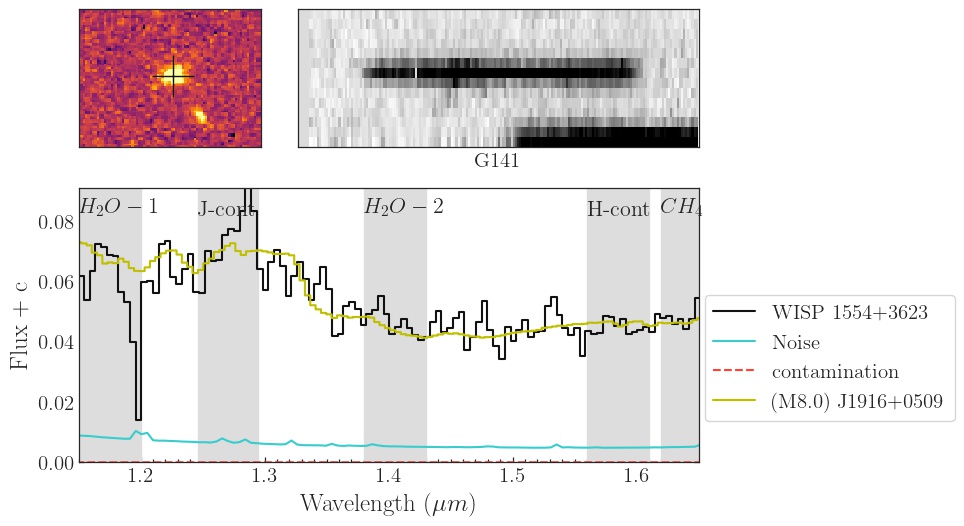 G141
H₂O − 1
J-cont
H₂O − 2
H-cont
CH₄
0.08
0.06
0.04
0.02
0.00
Flux + c
1.2
1.3
1.4
1.5
1.6
Wavelength (μm)
WISP 1554+3623
Noise
contamination
(M8.0) J1916+0509